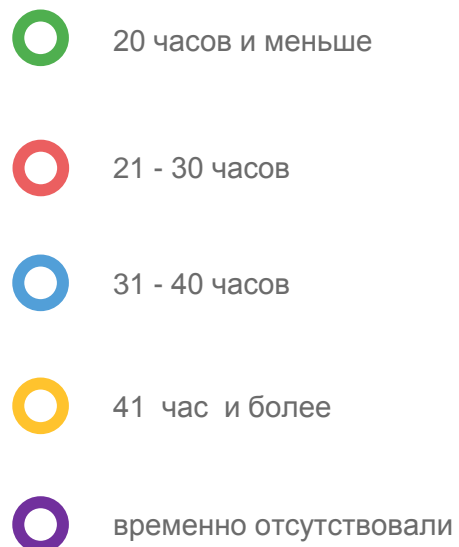 20 часов и меньше
21 - 30 часов
31 - 40 часов
41 час и более
временно отсутствовали